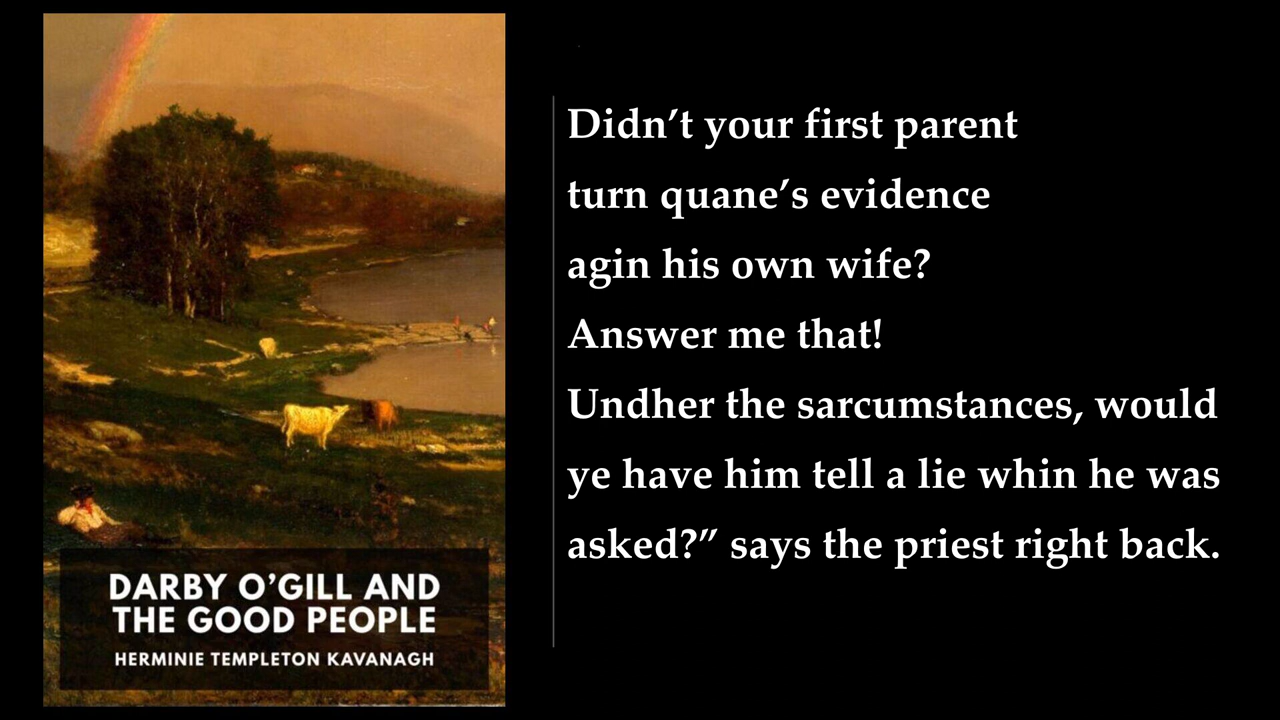 DARBY O’GILL AND
THE GOOD PEOPLE
HERMINIE TEMPLETON KAVANAGH
Didn’t your first parent
turn quane’s evidence
agin his own wife?
Answer me that!
Undher the sarcumstances, would
ye have him tell a lie whin he was
asked?” says the priest right back.